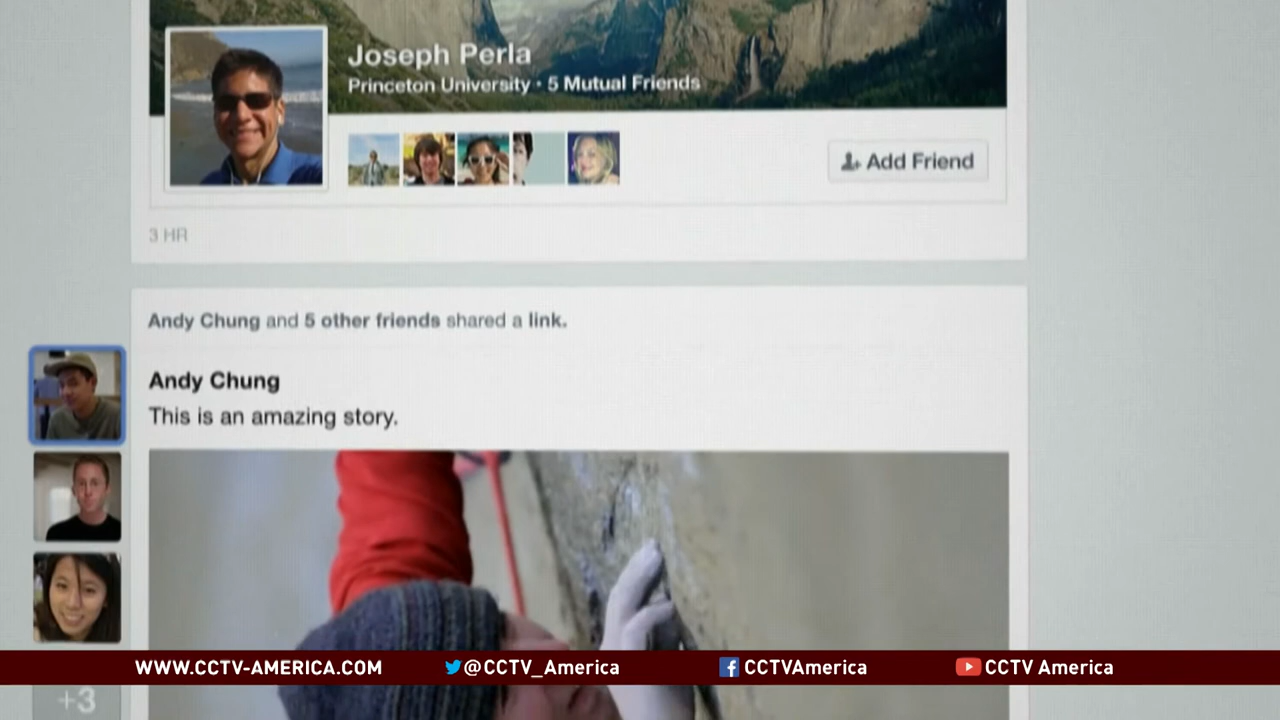 Joseph Perla
Princeton University · 5 Mutual Friends
Add Friend
3 HR
Andy Chung and 5 other friends shared a link.
Andy Chung
This is an amazing story.
WWW.CCTV-AMERICA.COM @CCTV_America CCTVAmerica CCTV America
+3